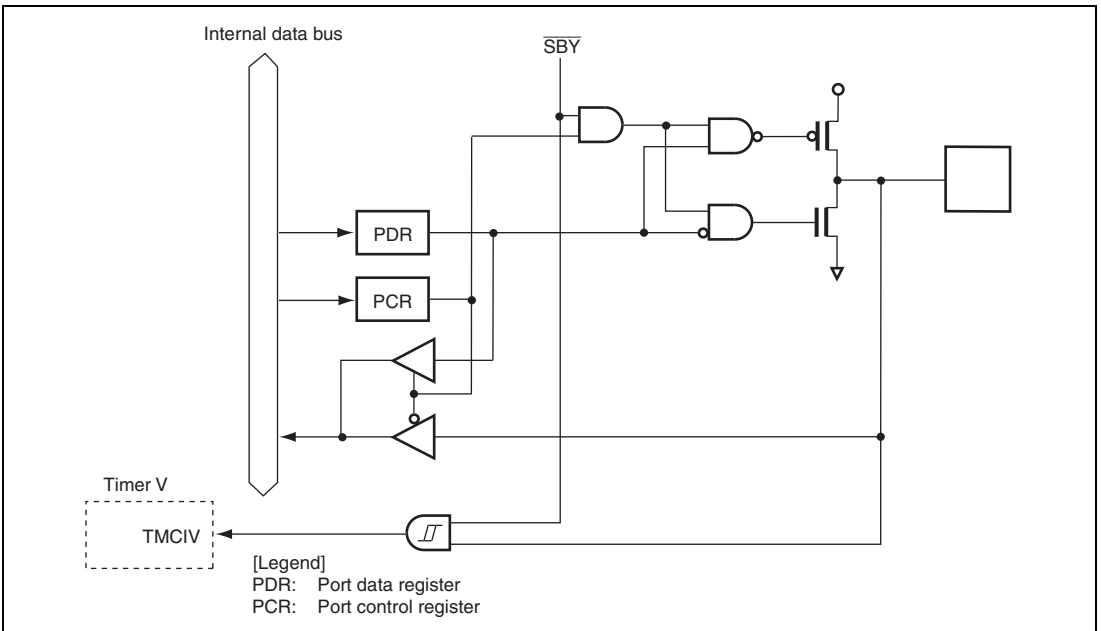 Internal data bus
SBY
PDR
PCR
Timer V
TMCIV
[Legend]
PDR: Port data register
PCR: Port control register